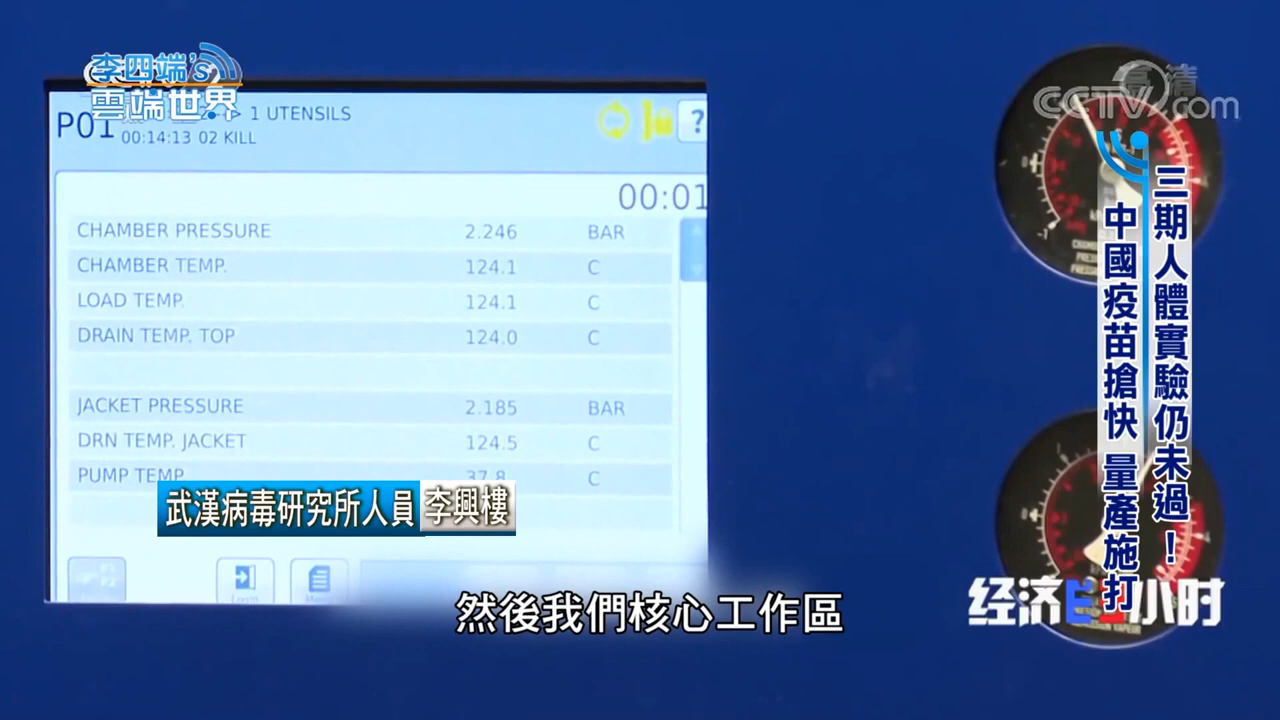 李四端's
雲端世界
高清
CCTV.com
P01
1 UTENSILS
00:14:13 02 KILL
?
00:01
CHAMBER PRESSURE 2.246 BAR
CHAMBER TEMP. 124.1 C
LOAD TEMP. 124.1 C
DRAIN TEMP. TOP 124.0 C
JACKET PRESSURE 2.185 BAR
DRN TEMP. JACKET 124.5 C
PUMP TEMP 37.8 C
三期人體實驗仍未過！
中國疫苗搶快 量產施打
武漢病毒研究所人員 李興樓
然後我們核心工作區
经济 小时